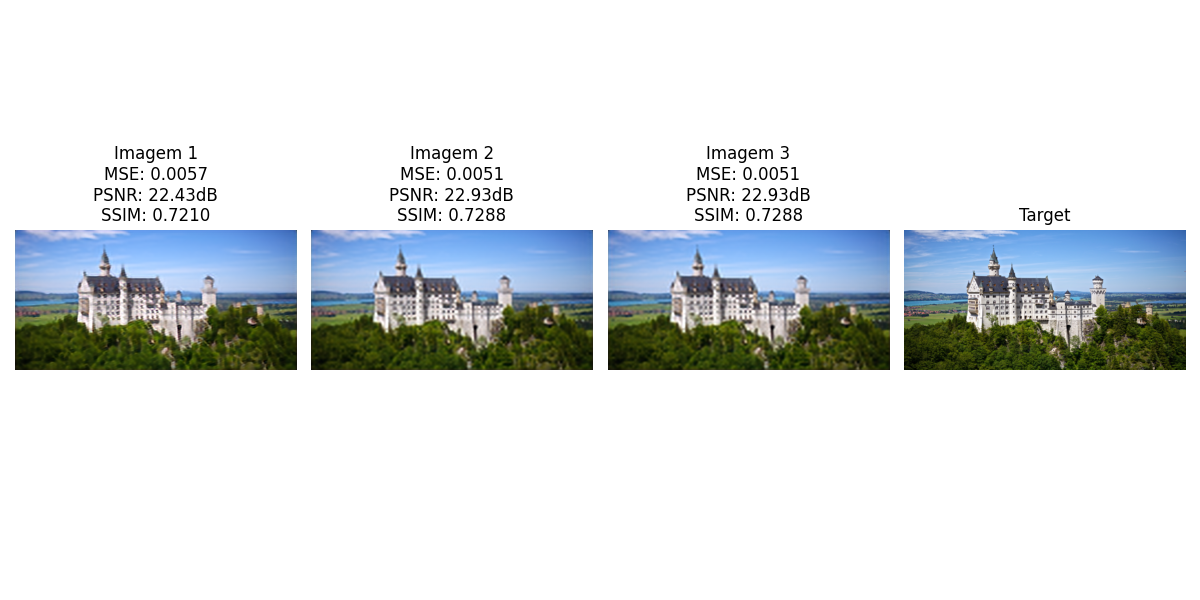 Imagem 1
MSE: 0.0057
PSNR: 22.43dB
SSIM: 0.7210
Imagem 2
MSE: 0.0051
PSNR: 22.93dB
SSIM: 0.7288
Imagem 3
MSE: 0.0051
PSNR: 22.93dB
SSIM: 0.7288
Target